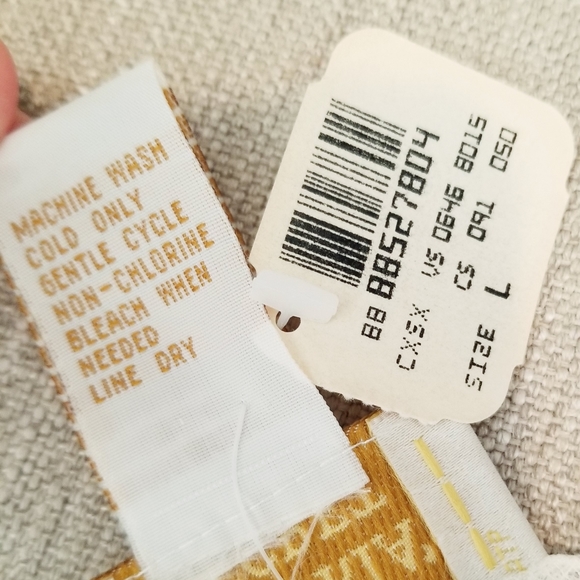 MACHINE WASH
COLD ONLY
GENTLE CYCLE
NON-CHLORINE
BLEACH WHEN
NEEDED
LINE DRY
88 88527804
CXSX VS 0646 8015
CS 091 050
SIZE L